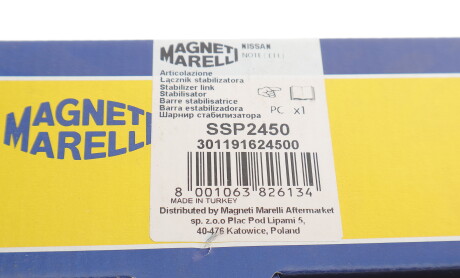 MAGNETI
MARELLI
MAGNETI
MARELLI
NISSAN
NOTE (E11)
Articolazione
Łącznik stabilizatora
Stabilizer link
Stabilisator
Barre stabilisatrice
Barra estabilizadora
Шарнир стабилизатора
PC x1
SSP2450
301191624500
8 001063 826134
MADE IN TURKEY
Distributed by Magneti Marelli Aftermarket
sp. z.o.o Plac Pod Lipami 5,
40-476 Katowice, Poland